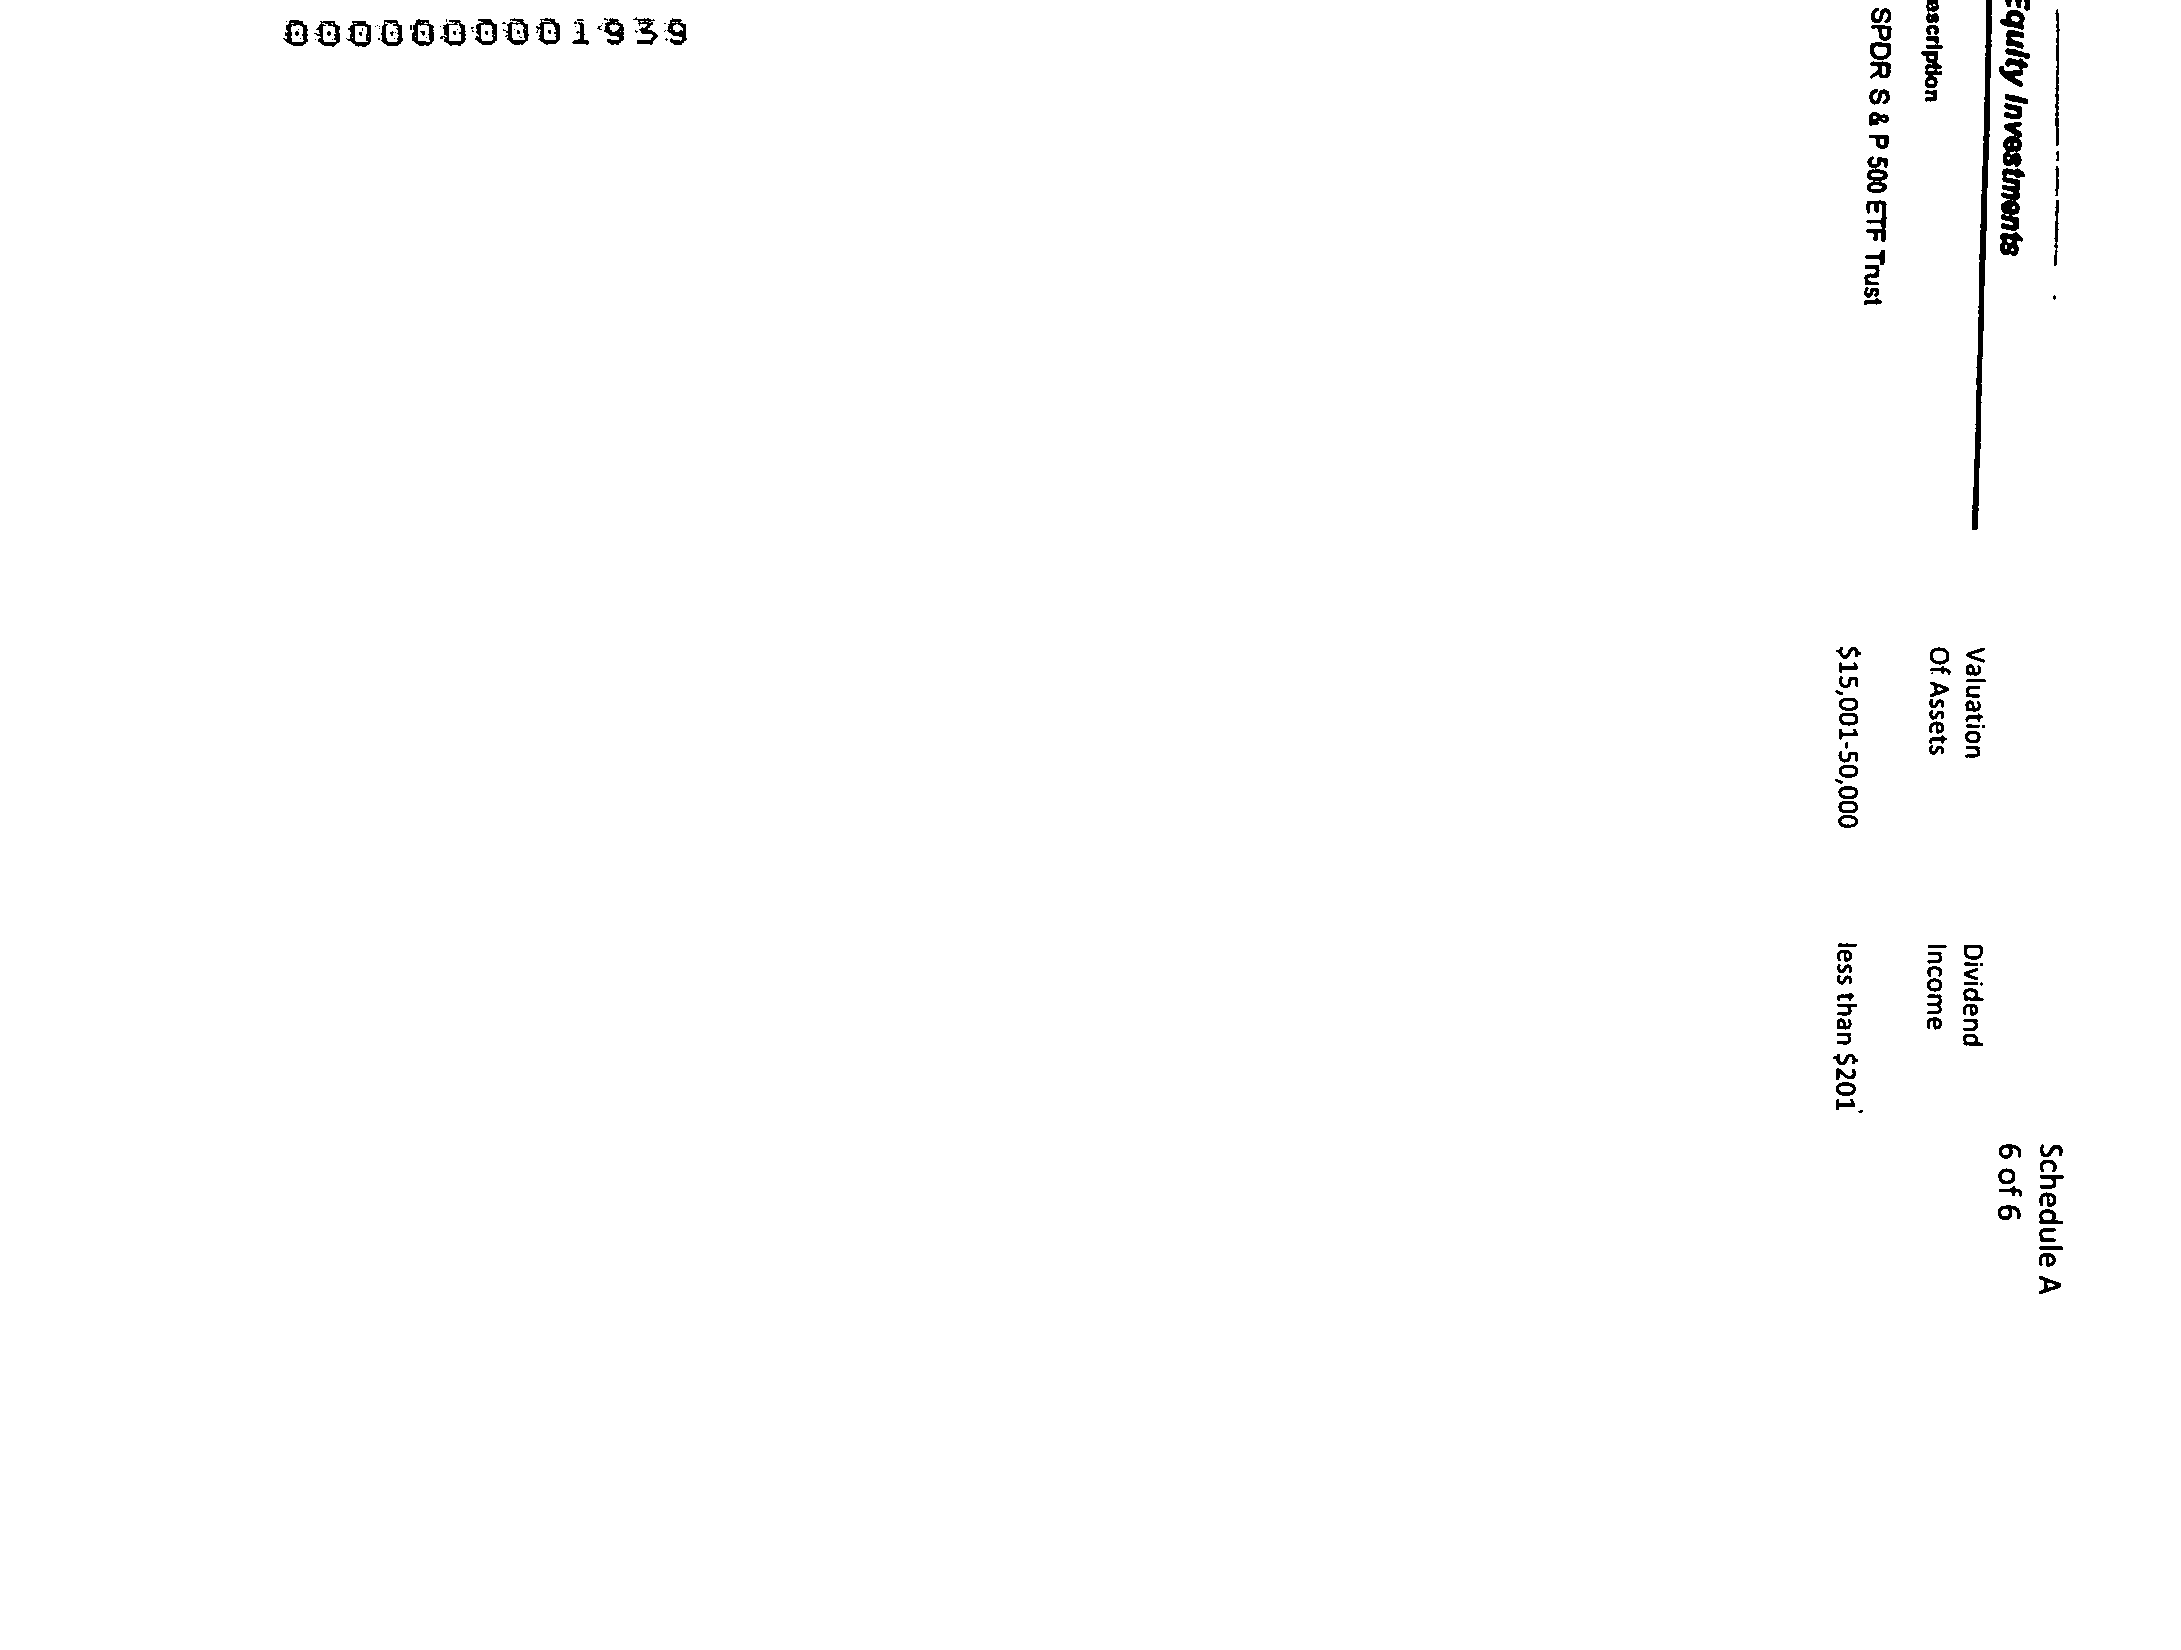 Schedule A
6 of 6
Equity Investments
Valuation
Of Assets
Dividend
Income
escription
SPDR S & P 500 ETF Trust
$15,001-50,000
less than $201
000000001939